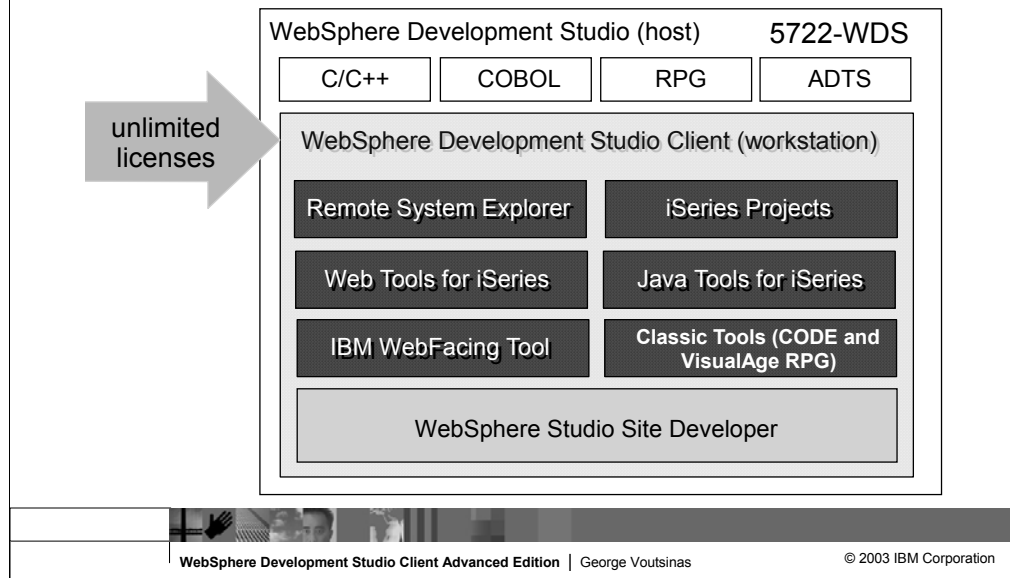 WebSphere Development Studio (host) 5722-WDS
C/C++ COBOL RPG ADTS
unlimited
licenses
WebSphere Development Studio Client (workstation)
Remote System Explorer iSeries Projects
Web Tools for iSeries Java Tools for iSeries
IBM WebFacing Tool Classic Tools (CODE and
VisualAge RPG)
WebSphere Studio Site Developer
WebSphere Development Studio Client Advanced Edition | George Voutsinas © 2003 IBM Corporation